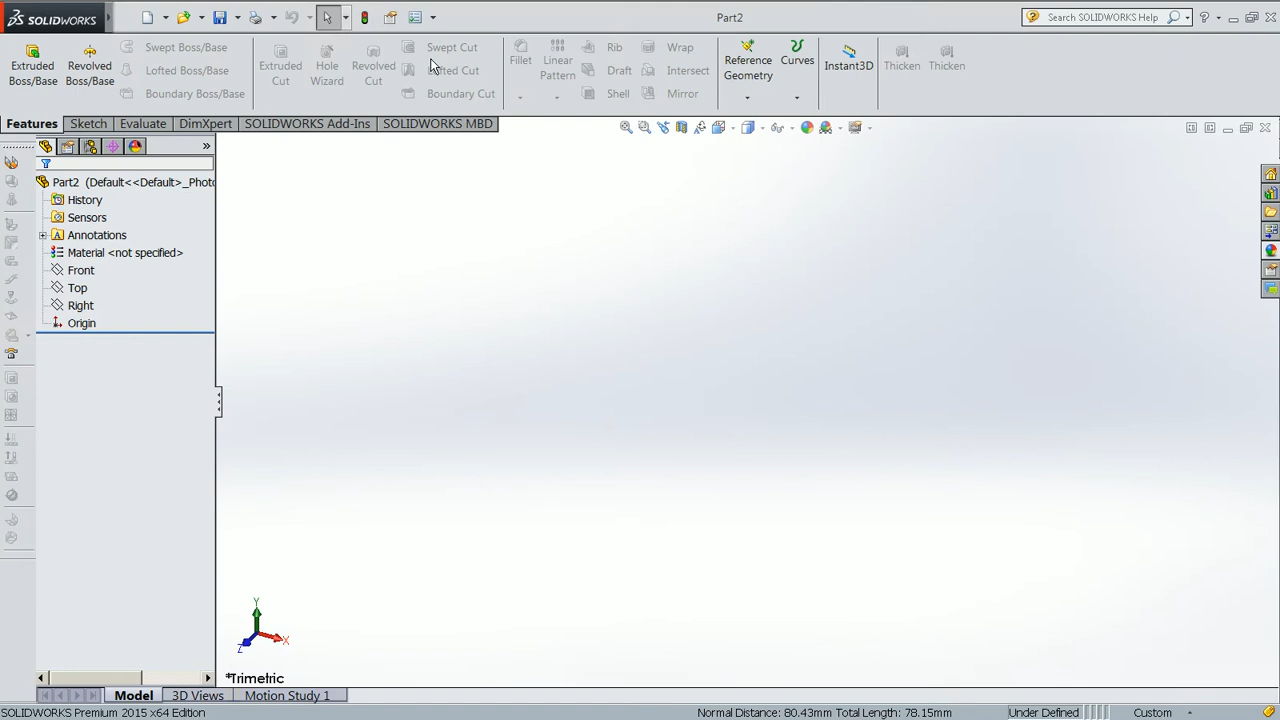 SOLIDWORKS
Part2
Search SOLIDWORKS Help
Extruded Boss/Base
Revolved Boss/Base
Swept Boss/Base
Lofted Boss/Base
Boundary Boss/Base
Extruded Cut
Hole Wizard
Revolved Cut
Swept Cut
Lofted Cut
Boundary Cut
Fillet
Linear Pattern
Rib
Draft
Shell
Wrap
Intersect
Mirror
Reference Geometry
Curves
Instant3D
Thicken
Thicken
Features
Sketch
Evaluate
DimXpert
SOLIDWORKS Add-Ins
SOLIDWORKS MBD
Part2 (Default<<Default>_Phot
History
Sensors
Annotations
Material <not specified>
Front
Top
Right
Origin
Y
X
Z
*Trimetric
Model
3D Views
Motion Study 1
SOLIDWORKS Premium 2015 x64 Edition
Normal Distance: 80.43mm Total Length: 78.15mm
Under Defined
Custom